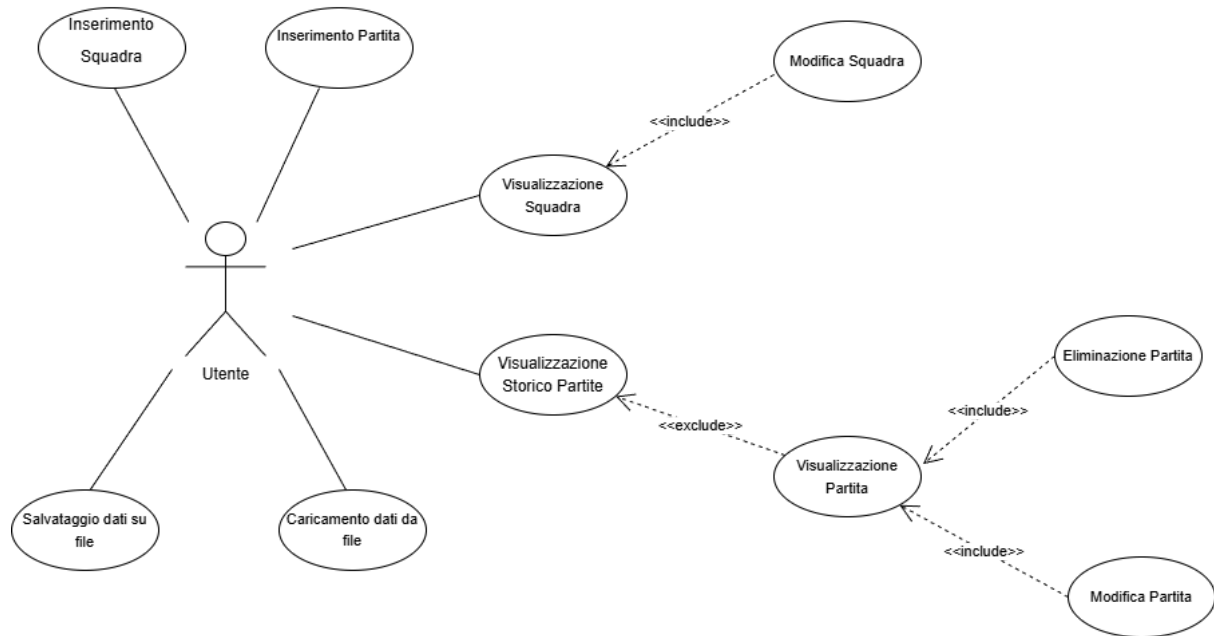 Inserimento
Squadra
Inserimento Partita
Modifica Squadra
<<include>>
Visualizzazione
Squadra
Utente
Visualizzazione
Storico Partite
<<exclude>>
Eliminazione Partita
<<include>>
Visualizzazione
Partita
<<include>>
Modifica Partita
Salvataggio dati su
file
Caricamento dati da
file